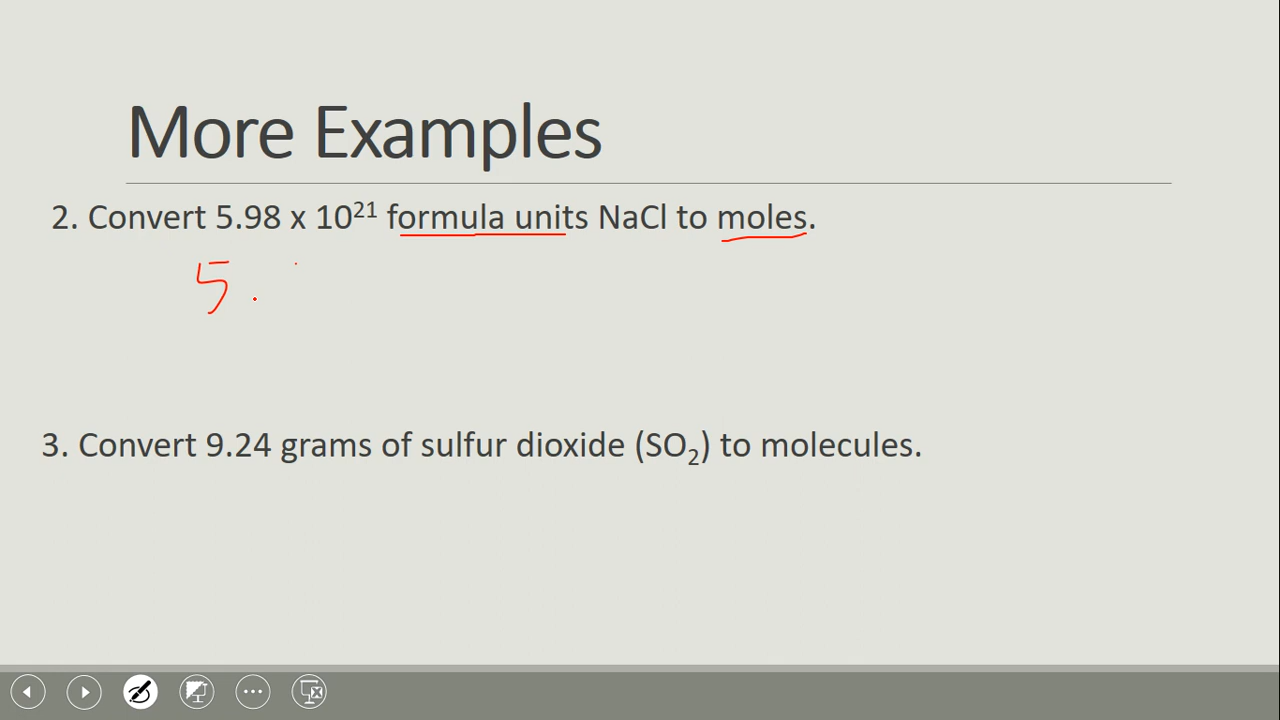 More Examples
2. Convert 5.98 x 10²¹ formula units NaCl to moles.
5.
3. Convert 9.24 grams of sulfur dioxide (SO₂) to molecules.